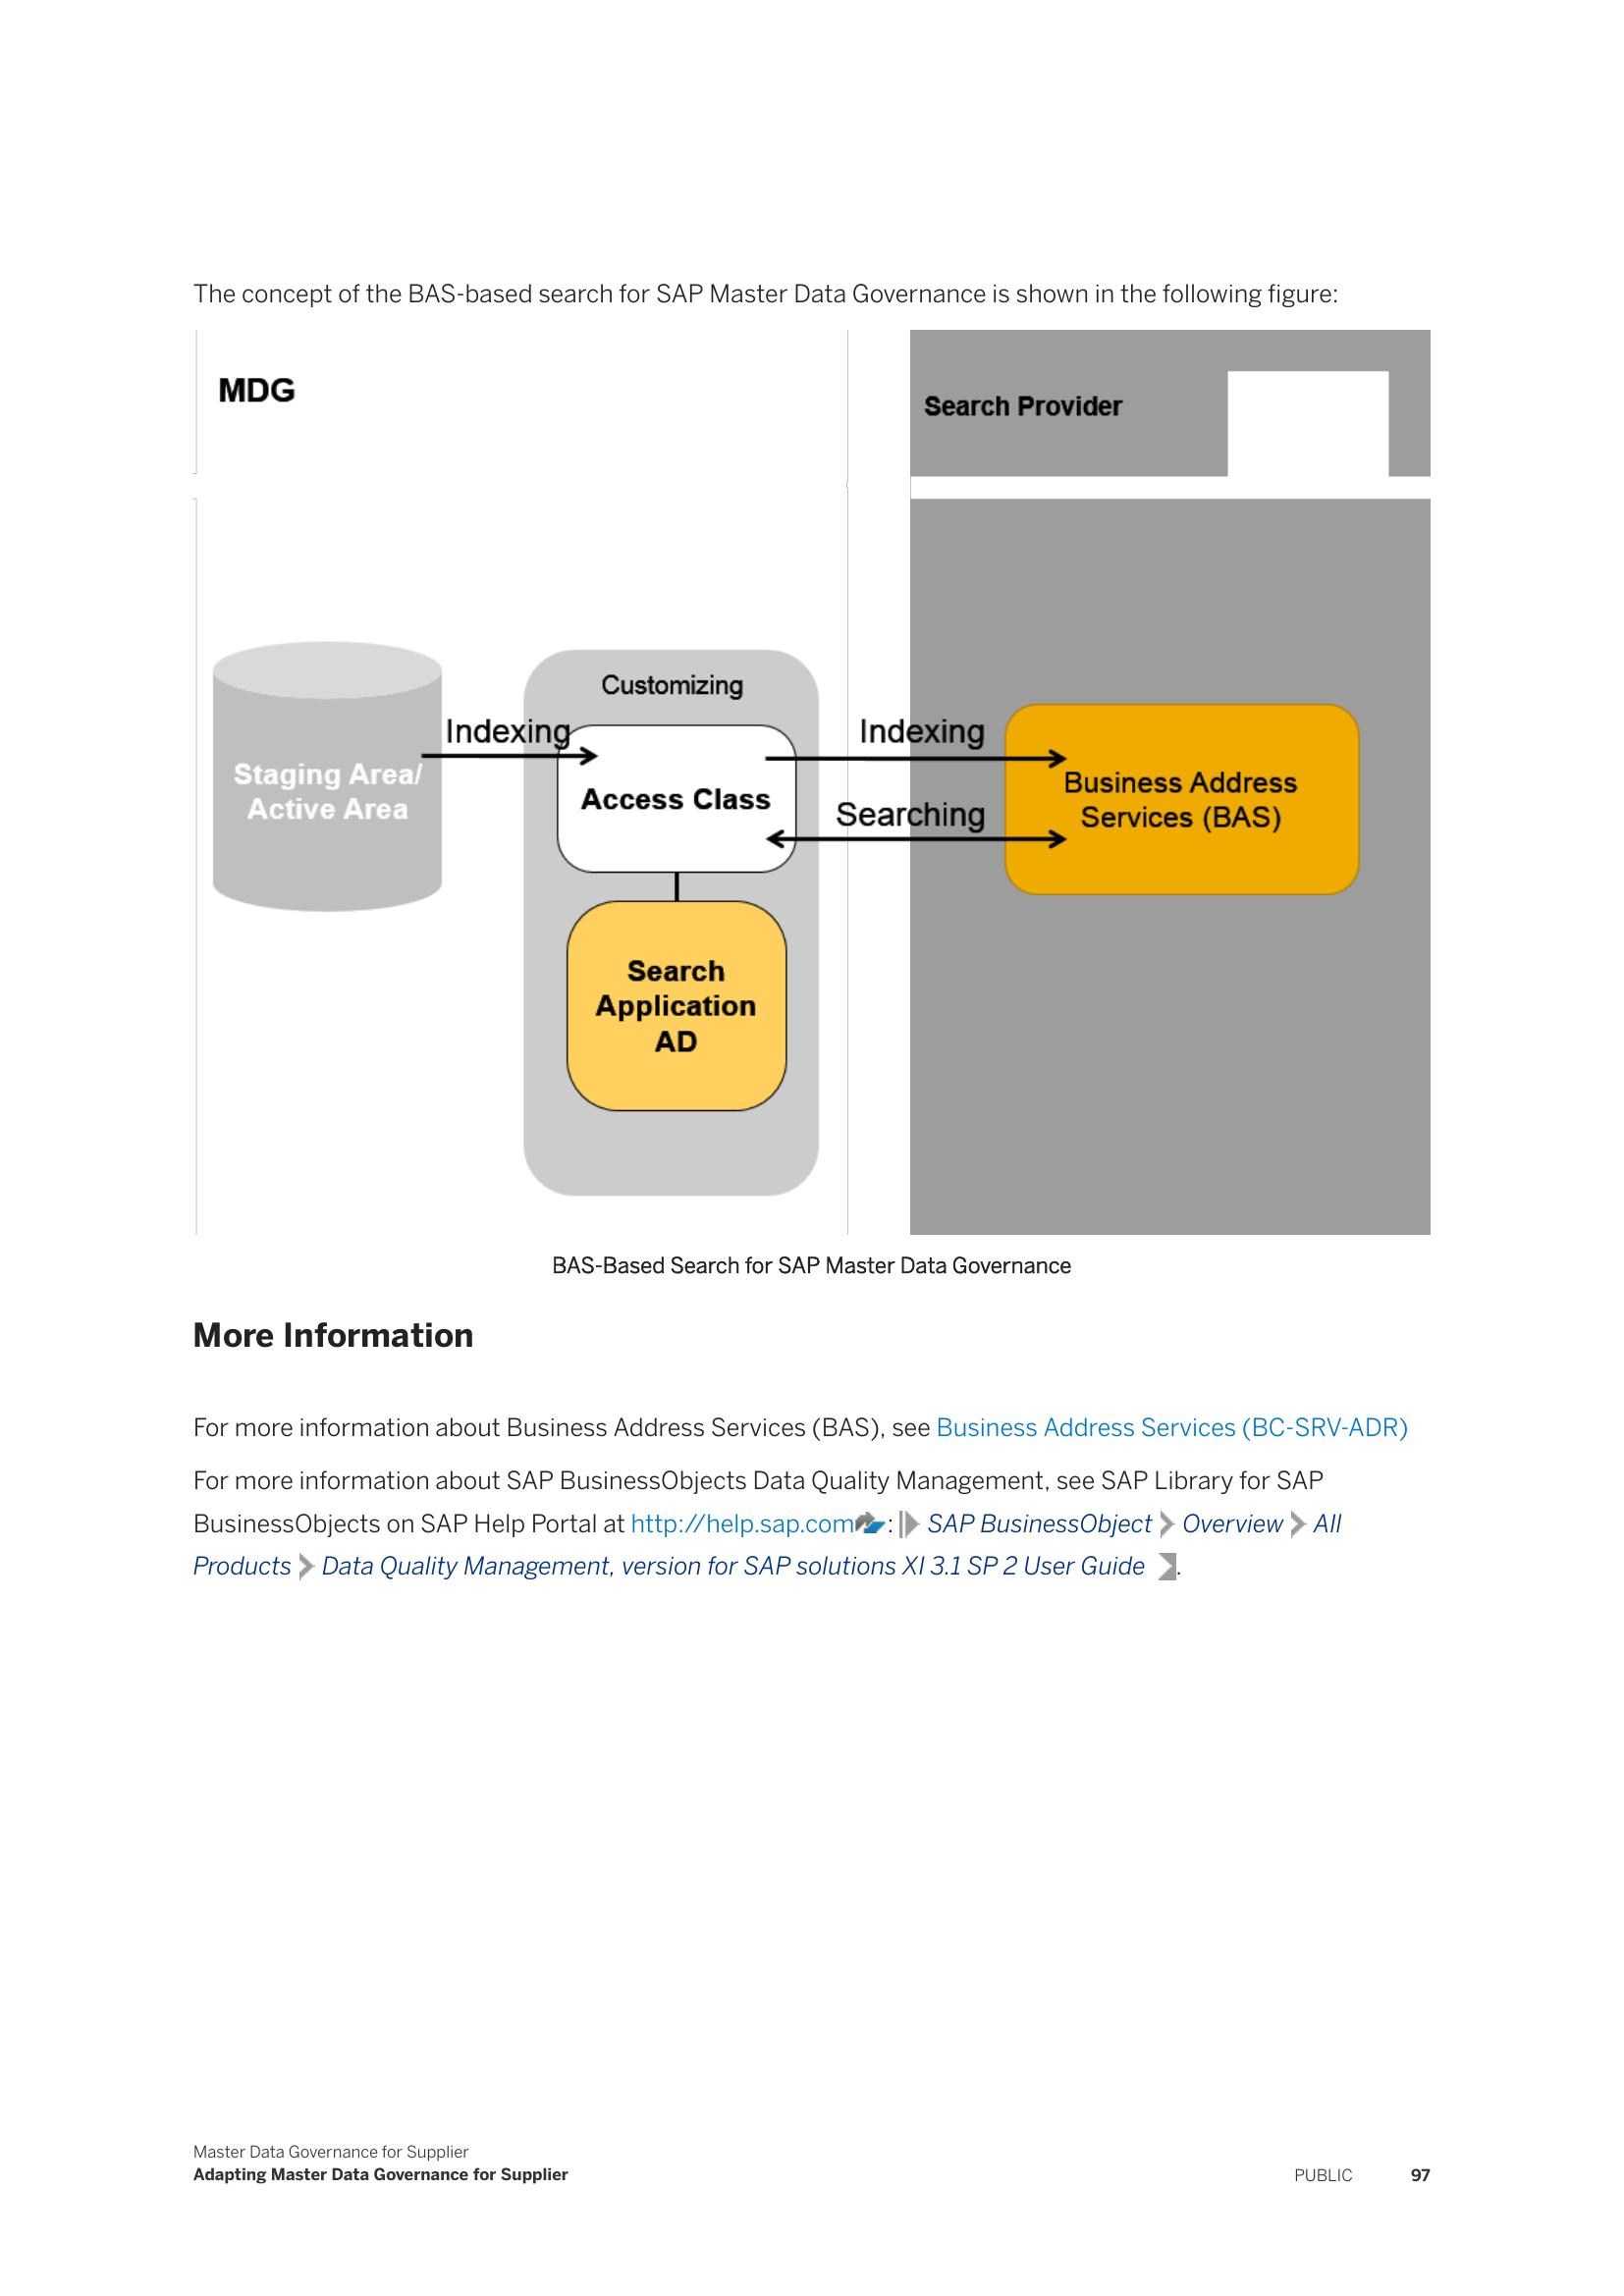 The concept of the BAS-based search for SAP Master Data Governance is shown in the following figure:
MDG
Search Provider
Customizing
Indexing
Indexing
Staging Area/
Active Area
Access Class
Business Address
Services (BAS)
Searching
Search
Application
AD
BAS-Based Search for SAP Master Data Governance
More Information
For more information about Business Address Services (BAS), see Business Address Services (BC-SRV-ADR)
For more information about SAP BusinessObjects Data Quality Management, see SAP Library for SAP
BusinessObjects on SAP Help Portal at http://help.sap.com : SAP BusinessObject Overview All
Products Data Quality Management, version for SAP solutions XI 3.1 SP 2 User Guide .
Master Data Governance for Supplier
Adapting Master Data Governance for Supplier
PUBLIC 97